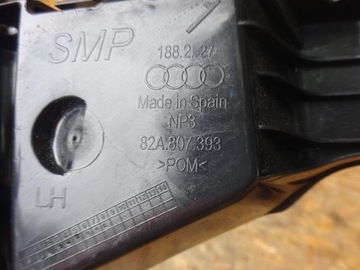 SMP
188.2.27
Made in Spain
NP3
82A.807.393
>POM<
LH